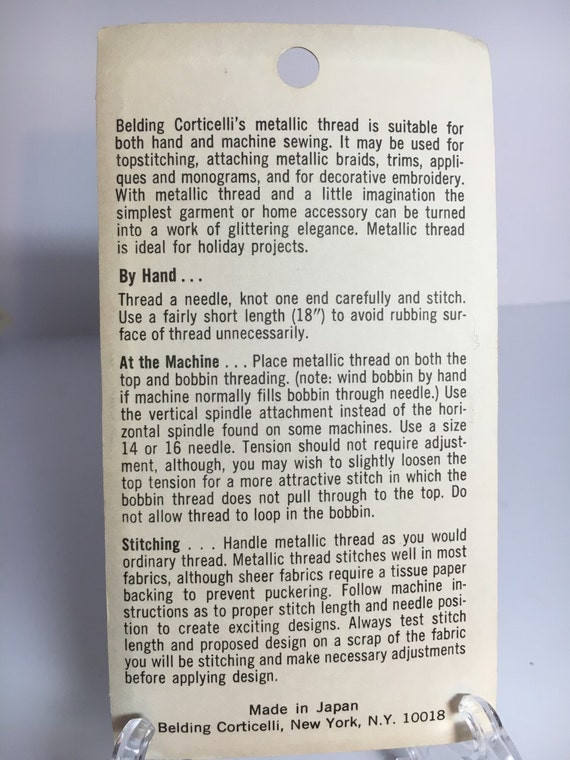 Belding Corticelli's metallic thread is suitable for
both hand and machine sewing. It may be used for
topstitching, attaching metallic braids, trims, appli-
ques and monograms, and for decorative embroidery.
With metallic thread and a little imagination the
simplest garment or home accessory can be turned
into a work of glittering elegance. Metallic thread
is ideal for holiday projects.
By Hand . . .
Thread a needle, knot one end carefully and stitch.
Use a fairly short length (18") to avoid rubbing sur-
face of thread unnecessarily.
At the Machine . . . Place metallic thread on both the
top and bobbin threading. (note: wind bobbin by hand
if machine normally fills bobbin through needle.) Use
the vertical spindle attachment instead of the hori-
zontal spindle found on some machines. Use a size
14 or 16 needle. Tension should not require adjust-
ment, although, you may wish to slightly loosen the
top tension for a more attractive stitch in which the
bobbin thread does not pull through to the top. Do
not allow thread to loop in the bobbin.
Stitching . . . Handle metallic thread as you would
ordinary thread. Metallic thread stitches well in most
fabrics, although sheer fabrics require a tissue paper
backing to prevent puckering. Follow machine in-
structions as to proper stitch length and needle posi-
tion to create exciting designs. Always test stitch
length and proposed design on a scrap of the fabric
you will be stitching and make necessary adjustments
before applying design.
Made in Japan
Belding Corticelli, New York, N.Y. 10018